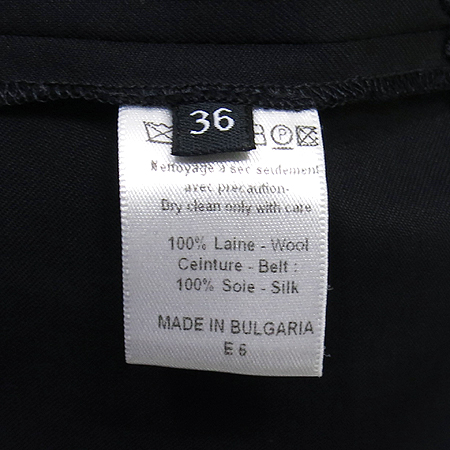 36
Nettoyage a sec seulement
avec precaution-
Dry clean only with care
100% Laine - Wool
Ceinture - Belt :
100% Soie - Silk
MADE IN BULGARIA
E 6